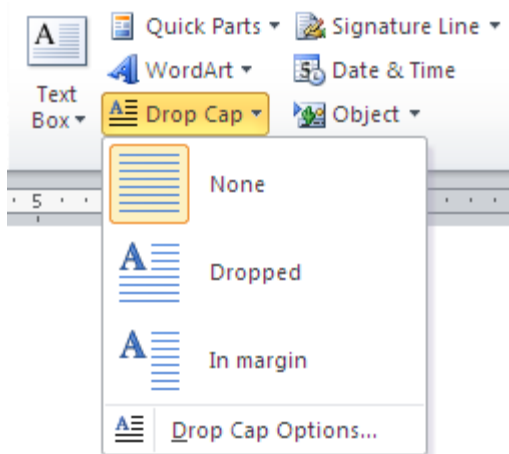 A
Text
Box
Quick Parts
Signature Line
WordArt
5
Date & Time
A
Drop Cap
Object
5
None
A
Dropped
A
In margin
A
Drop Cap Options...